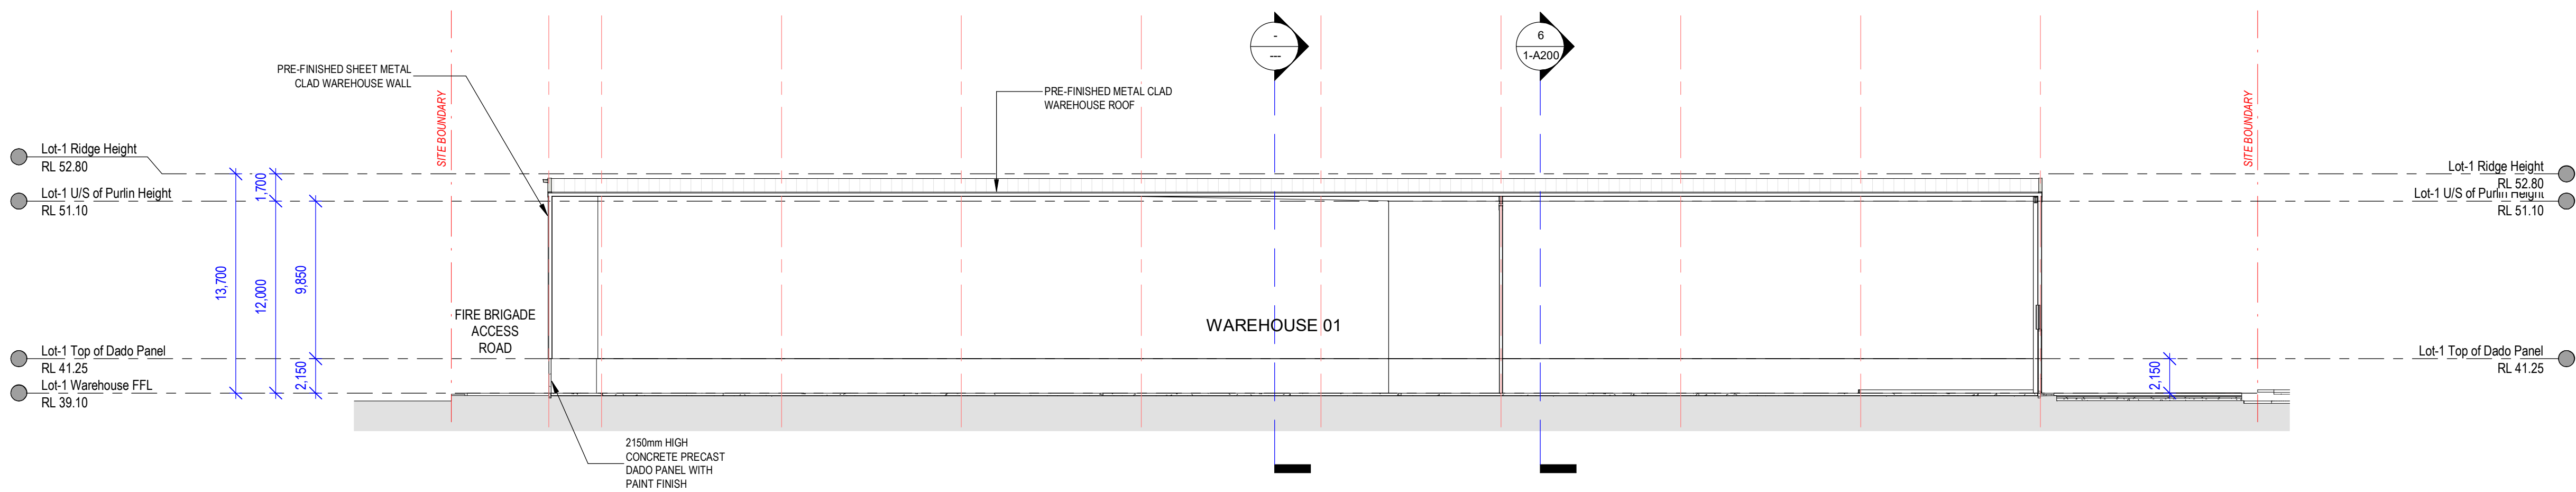 -
---
6
1-A200
PRE-FINISHED SHEET METAL
CLAD WAREHOUSE WALL
SITE BOUNDARY
PRE-FINISHED METAL CLAD
WAREHOUSE ROOF
SITE BOUNDARY
Lot-1 Ridge Height
RL 52.80
Lot-1 U/S of Purlin Height
RL 51.10
1,700
13,700
12,000
9,850
2,150
Lot-1 Ridge Height
RL 52.80
Lot-1 U/S of Purlin Height
RL 51.10
FIRE BRIGADE
ACCESS
ROAD
WAREHOUSE 01
Lot-1 Top of Dado Panel
RL 41.25
Lot-1 Warehouse FFL
RL 39.10
Lot-1 Top of Dado Panel
RL 41.25
2,150
2150mm HIGH
CONCRETE PRECAST
DADO PANEL WITH
PAINT FINISH